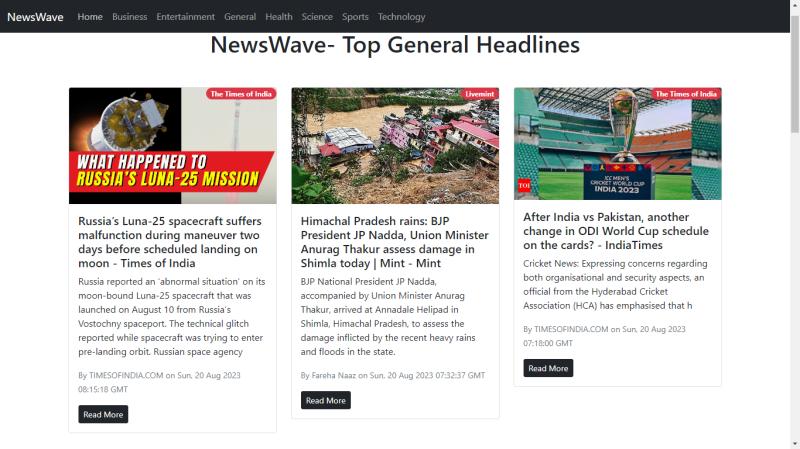 NewsWave Home Business Entertainment General Health Science Sports Technology
NewsWave- Top General Headlines
The Times of India
WHAT HAPPENED TO
RUSSIA'S LUNA-25 MISSION
Russia's Luna-25 spacecraft suffers
malfunction during maneuver two
days before scheduled landing on
moon - Times of India
Russia reported an 'abnormal situation' on its
moon-bound Luna-25 spacecraft that was
launched on August 10 from Russia's
Vostochny spaceport. The technical glitch
reported while spacecraft was trying to enter
pre-landing orbit. Russian space agency
By TIMESOFINDIA.COM on Sun, 20 Aug 2023
08:15:18 GMT
Read More
Livemint
Himachal Pradesh rains: BJP
President JP Nadda, Union Minister
Anurag Thakur assess damage in
Shimla today | Mint - Mint
BJP National President JP Nadda,
accompanied by Union Minister Anurag
Thakur, arrived at Annadale Helipad in
Shimla, Himachal Pradesh, to assess the
damage inflicted by the recent heavy rains
and floods in the state.
By Fareha Naaz on Sun, 20 Aug 2023 07:32:37 GMT
Read More
The Times of India
ICC MEN'S
CRICKET WORLD CUP
INDIA 2023
TOI
After India vs Pakistan, another
change in ODI World Cup schedule
on the cards? - IndiaTimes
Cricket News: Expressing concerns regarding
both organisational and security aspects, an
official from the Hyderabad Cricket
Association (HCA) has emphasised that h
By TIMESOFINDIA.COM on Sun, 20 Aug 2023
07:18:00 GMT
Read More